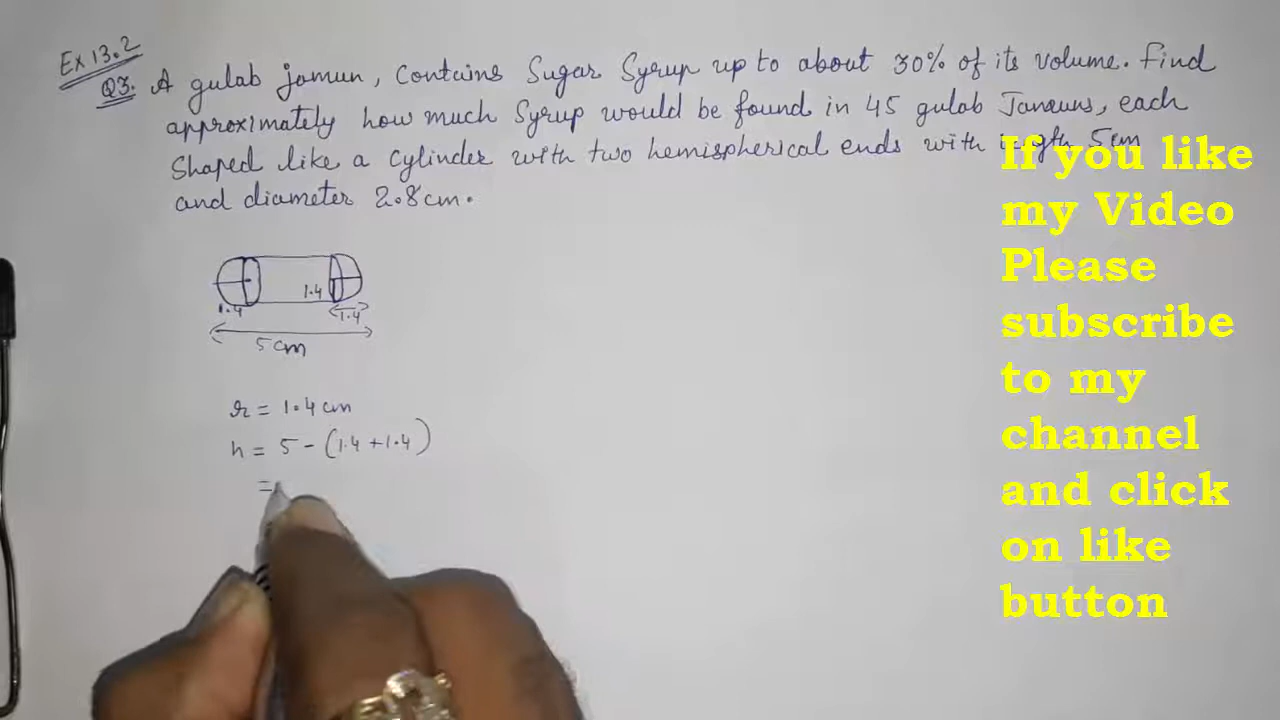 Ex 13.2
Q3. A gulab jamun, Contains Sugar Syrup up to about 30% of its volume. Find
approximately how much Syrup would be found in 45 gulab Jamuns, each
Shaped like a Cylinder with two hemispherical ends with length 5cm
and diameter 2.8cm.
1.4
1.4
1.4
5 cm
r = 1.4 cm
h = 5 - (1.4 + 1.4)
=
If you like
my Video
Please
subscribe
to my
channel
and click
on like
button